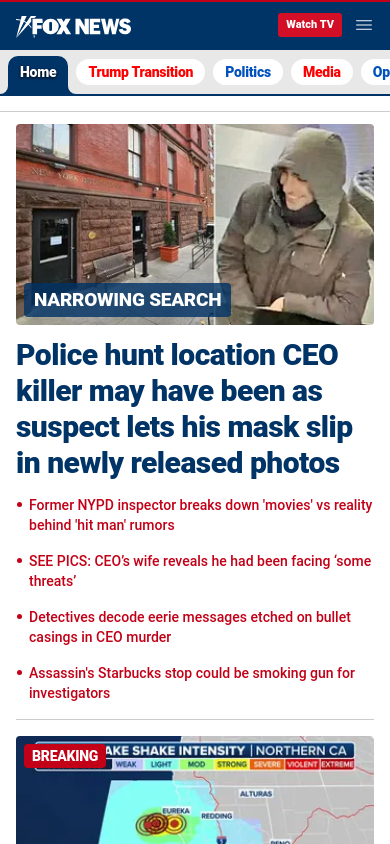 FOX NEWS
Watch TV
Home
Trump Transition
Politics
Media
Op
NEW YORK
NARROWING SEARCH
Police hunt location CEO
killer may have been as
suspect lets his mask slip
in newly released photos
• Former NYPD inspector breaks down 'movies' vs reality
behind 'hit man' rumors
• SEE PICS: CEO’s wife reveals he had been facing ‘some
threats’
• Detectives decode eerie messages etched on bullet
casings in CEO murder
• Assassin's Starbucks stop could be smoking gun for
investigators
BREAKING
AKE SHAKE INTENSITY | NORTHERN CA
WEAK LIGHT MOD STRONG SEVERE VIOLENT EXTREME
ALTURAS
EUREKA
REDDING
RENO